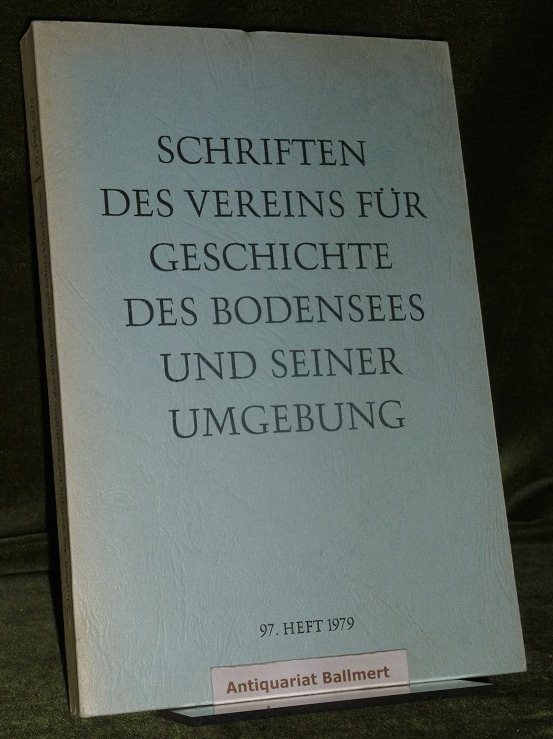 SCHRIFTEN
DES VEREINS FÜR
GESCHICHTE
DES BODENSEES
UND SEINER
UMGEBUNG
97. HEFT 1979
Antiquariat Ballmert